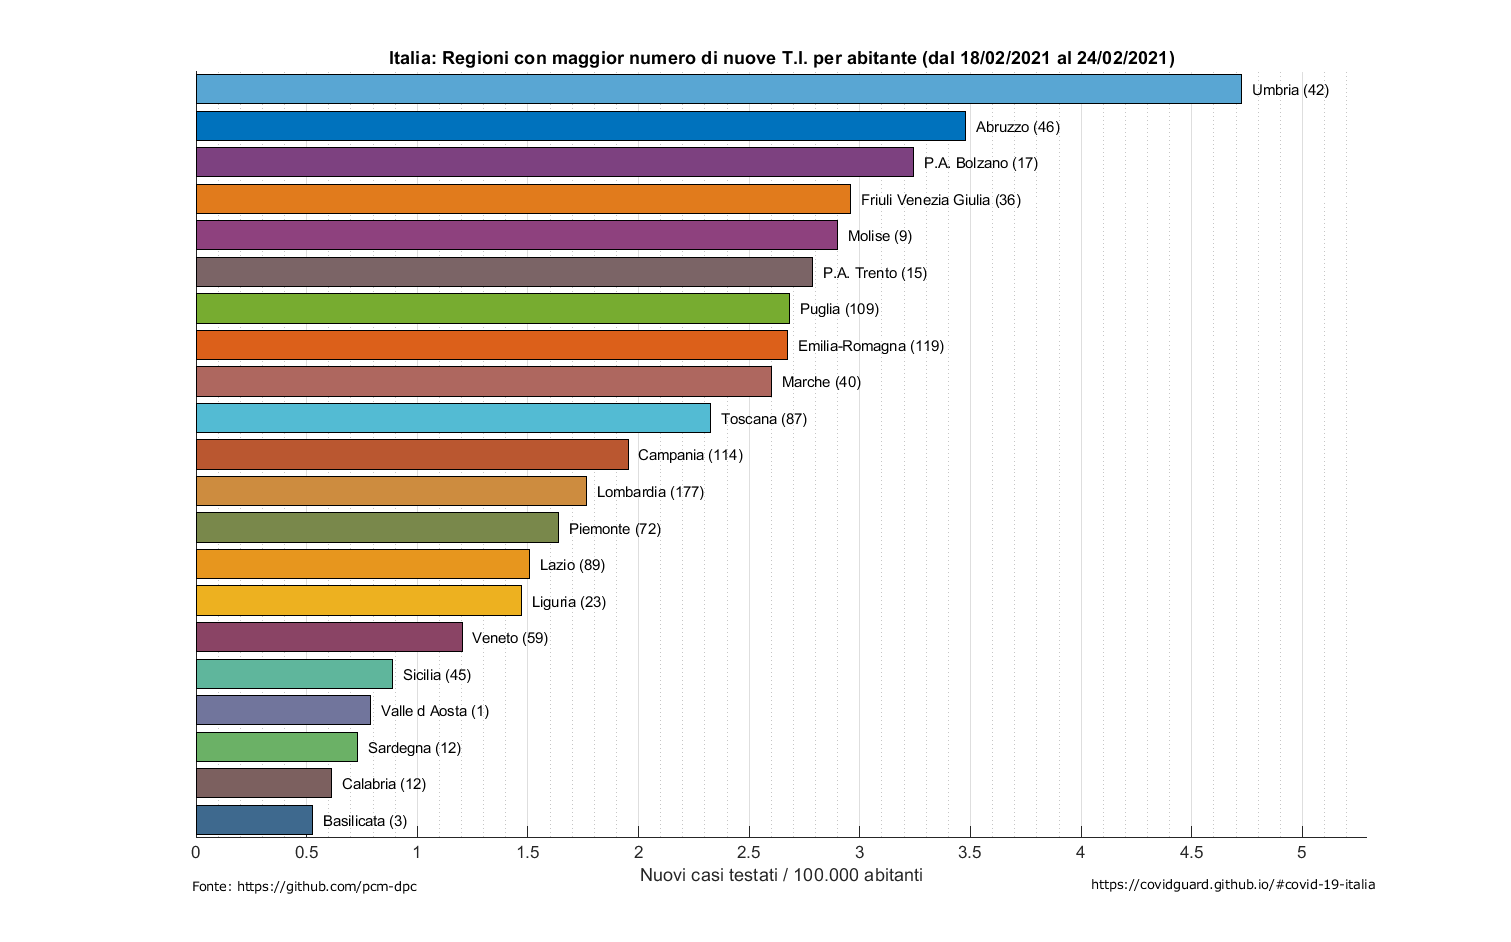 Italia: Regioni con maggior numero di nuove T.I. per abitante (dal 18/02/2021 al 24/02/2021)
Umbria (42)
Abruzzo (46)
P.A. Bolzano (17)
Friuli Venezia Giulia (36)
Molise (9)
P.A. Trento (15)
Puglia (109)
Emilia-Romagna (119)
Marche (40)
Toscana (87)
Campania (114)
Lombardia (177)
Piemonte (72)
Lazio (89)
Liguria (23)
Veneto (59)
Sicilia (45)
Valle d Aosta (1)
Sardegna (12)
Calabria (12)
Basilicata (3)
0 0.5 1 1.5 2 2.5 3 3.5 4 4.5 5
Nuovi casi testati / 100.000 abitanti
Fonte: https://github.com/pcm-dpc
https://covidguard.github.io/#covid-19-italia